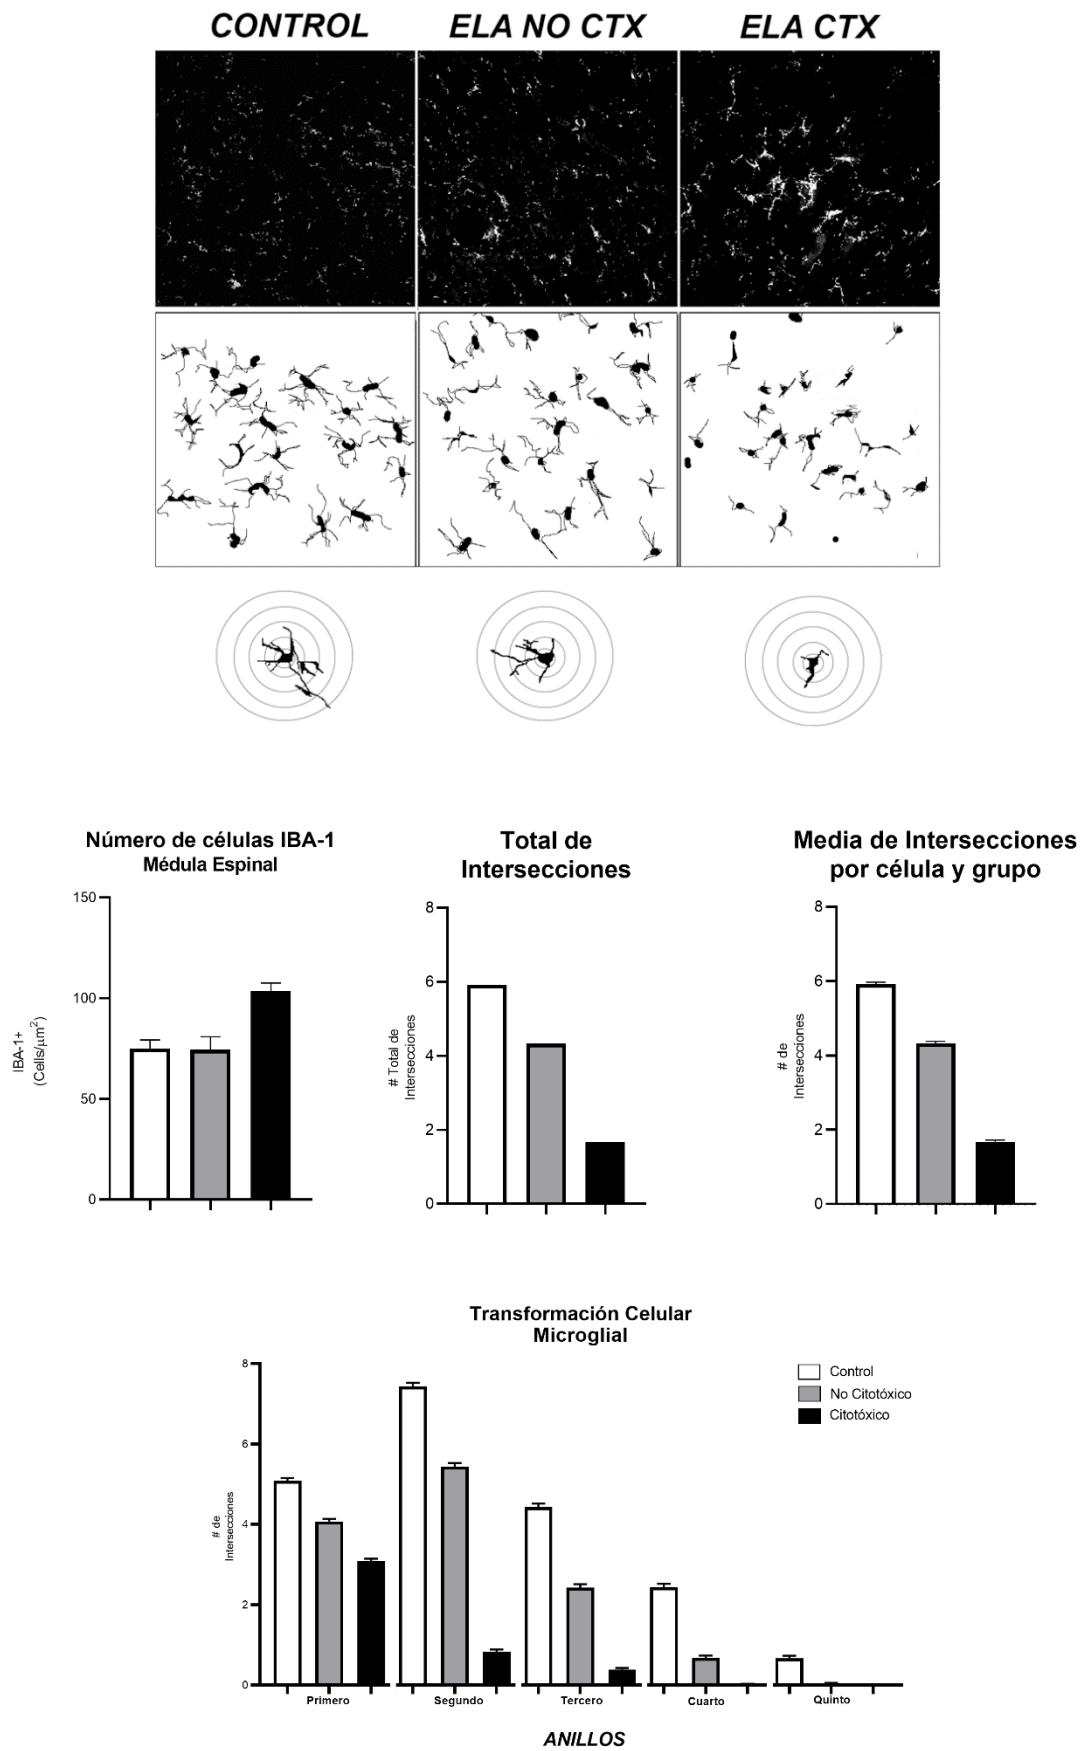 CONTROL
ELA NO CTX
ELA CTX
Número de células IBA-1
Médula Espinal
150
100
50
0
IBA-1+
(Cells/µm²)
Total de
Intersecciones
8
6
4
2
0
# Total de
Intersecciones
Media de Intersecciones
por célula y grupo
8
6
4
2
0
# de
Intersecciones
Transformación Celular
Microglial
8
6
4
2
0
# de
Intersecciones
Control
No Citotóxico
Citotóxico
Primero
Segundo
Tercero
Cuarto
Quinto
ANILLOS